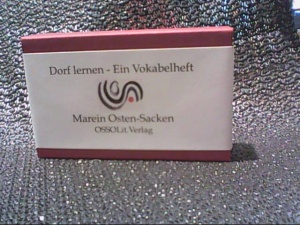 Dorf lernen - Ein Vokabelheft
Marein Osten-Sacken
OSSOLit Verlag